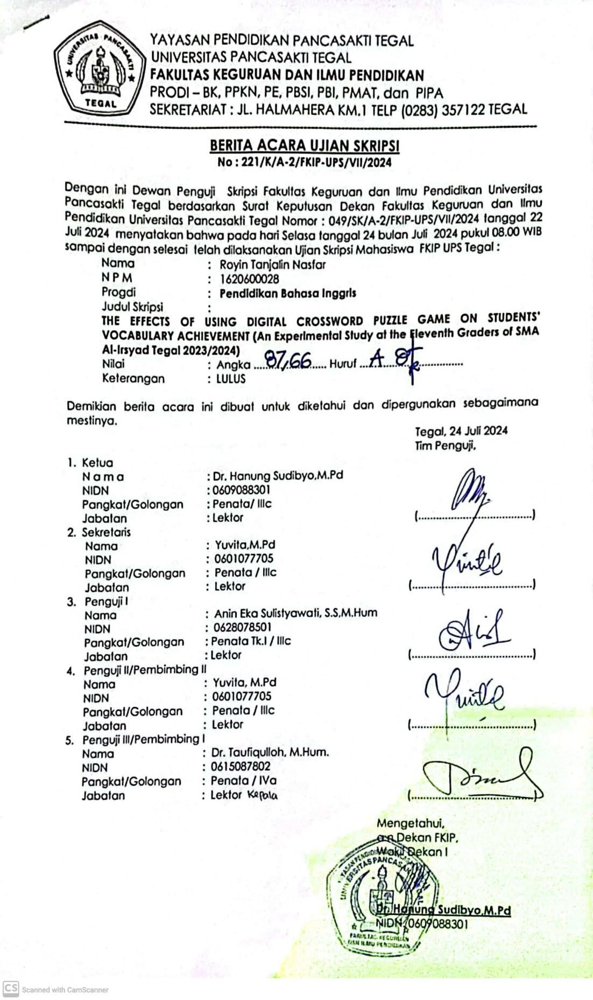 UNIVERSITAS PANCASAKTI
TEGAL
YAYASAN PENDIDIKAN PANCASAKTI TEGAL
UNIVERSITAS PANCASAKTI TEGAL
FAKULTAS KEGURUAN DAN ILMU PENDIDIKAN
PRODI – BK, PPKN, PE, PBSI, PBI, PMAT, dan PIPA
SEKRETARIAT : JL. HALMAHERA KM.1 TELP (0283) 357122 TEGAL
BERITA ACARA UJIAN SKRIPSI
No : 221/K/A-2/FKIP-UPS/VII/2024
Dengan ini Dewan Penguji Skripsi Fakultas Keguruan dan Ilmu Pendidikan Universitas
Pancasakti Tegal berdasarkan Surat Keputusan Dekan Fakultas Keguruan dan Ilmu
Pendidikan Universitas Pancasakti Tegal Nomor : 049/SK/A-2/FKIP-UPS/VII/2024 tanggal 22
Juli 2024 menyatakan bahwa pada hari Selasa tanggal 24 bulan Juli 2024 pukul 08.00 WIB
sampai dengan selesai telah dilaksanakan Ujian Skripsi Mahasiswa FKIP UPS Tegal :
Nama : Royin Tanjalin Nasfar
N P M : 1620600028
Progdi : Pendidikan Bahasa Inggris
Judul Skripsi :
THE EFFECTS OF USING DIGITAL CROSSWORD PUZZLE GAME ON STUDENTS'
VOCABULARY ACHIEVEMENT (An Experimental Study at the Eleventh Graders of SMA
Al-Irsyad Tegal 2023/2024)
Nilai : Angka ....87,66.... Huruf ...A..............
Keterangan : LULUS
Demikian berita acara ini dibuat untuk diketahui dan dipergunakan sebagaimana
mestinya.
Tegal, 24 Juli 2024
Tim Penguji,
1. Ketua
N a m a : Dr. Hanung Sudibyo,M.Pd
NIDN : 0609088301
Pangkat/Golongan : Penata/ IIIc
Jabatan : Lektor (....................................)
2. Sekretaris
Nama : Yuvita,M.Pd
NIDN : 0601077705
Pangkat/Golongan : Penata / IIIc
Jabatan : Lektor (....................................)
3. Penguji I
Nama : Anin Eka Sulistyawati, S.S,M.Hum
NIDN : 0628078501
Pangkat/Golongan : Penata Tk.I / IIIc
Jabatan : Lektor (....................................)
4. Penguji II/Pembimbing II
Nama : Yuvita, M.Pd
NIDN : 0601077705
Pangkat/Golongan : Penata / IIIc
Jabatan : Lektor (....................................)
5. Penguji III/Pembimbing I
Nama : Dr. Taufiqulloh, M.Hum.
NIDN : 0615087802
Pangkat/Golongan : Penata / IVa
Jabatan : Lektor Kepala (....................................)
Mengetahui,
a.n Dekan FKIP,
Wakil Dekan I
Dr. Hanung Sudibyo,M.Pd
NIDN. 0609088301
FAKULTAS KEGURUAN
DAN ILMU PENDIDIKAN
CS Scanned with CamScanner